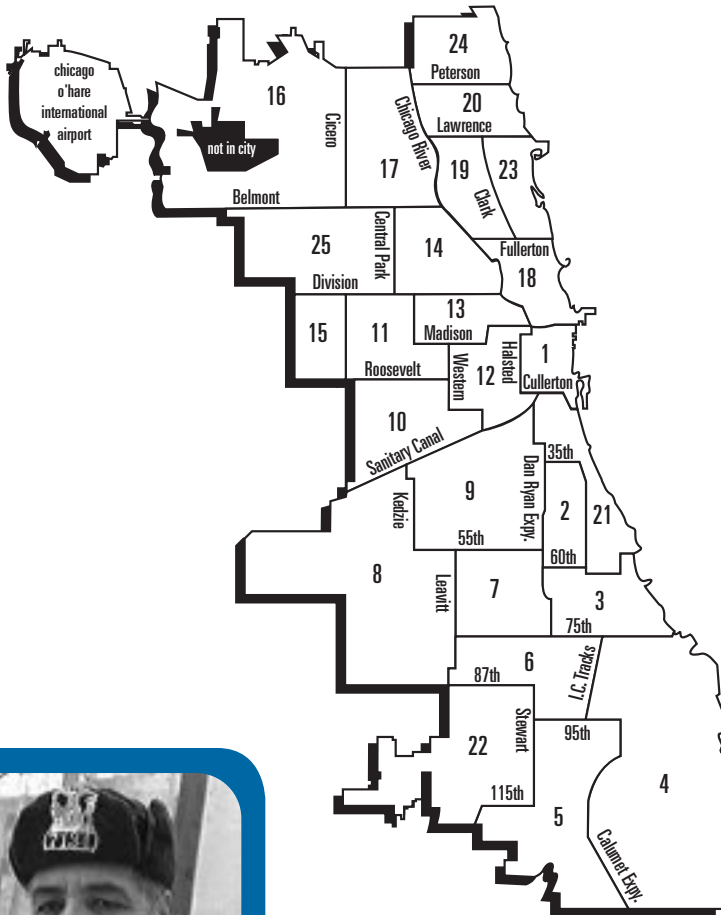 24
Peterson
chicago
o'hare
international
airport
16
20
Lawrence
Cicero
Chicago River
not in city
17
19
Clark
23
Belmont
Central Park
25
14
Fullerton
Division
18
13
15
11
Madison
Halsted
1
Roosevelt
Western
12
Cullerton
10
Sanitary Canal
35th
Kedzie
9
Dan Ryan Expy.
2
21
55th
60th
8
Leavitt
7
3
75th
6
I.C. Tracks
87th
Stewart
22
95th
115th
5
4
Calumet Expy.